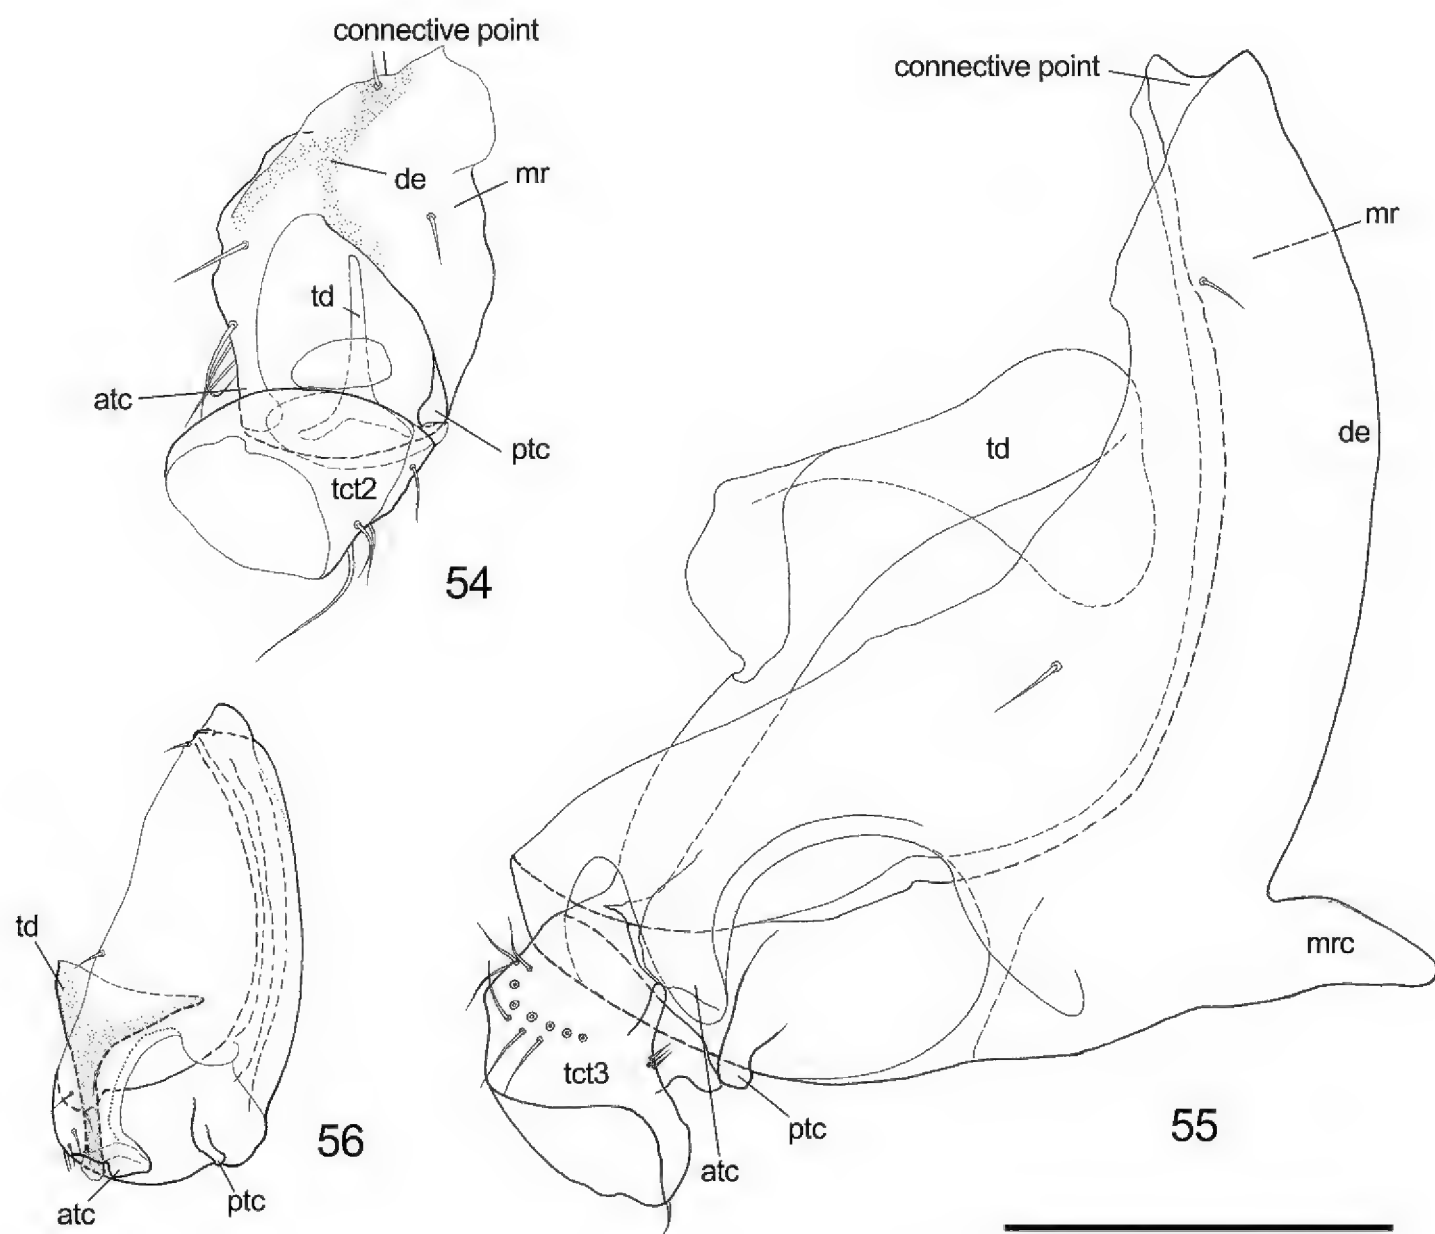 connective point
de
mr
td
atc
ptc
tct2
54
connective point
mr
td
de
mrc
tct3
ptc
atc
55
td
56
atc
ptc